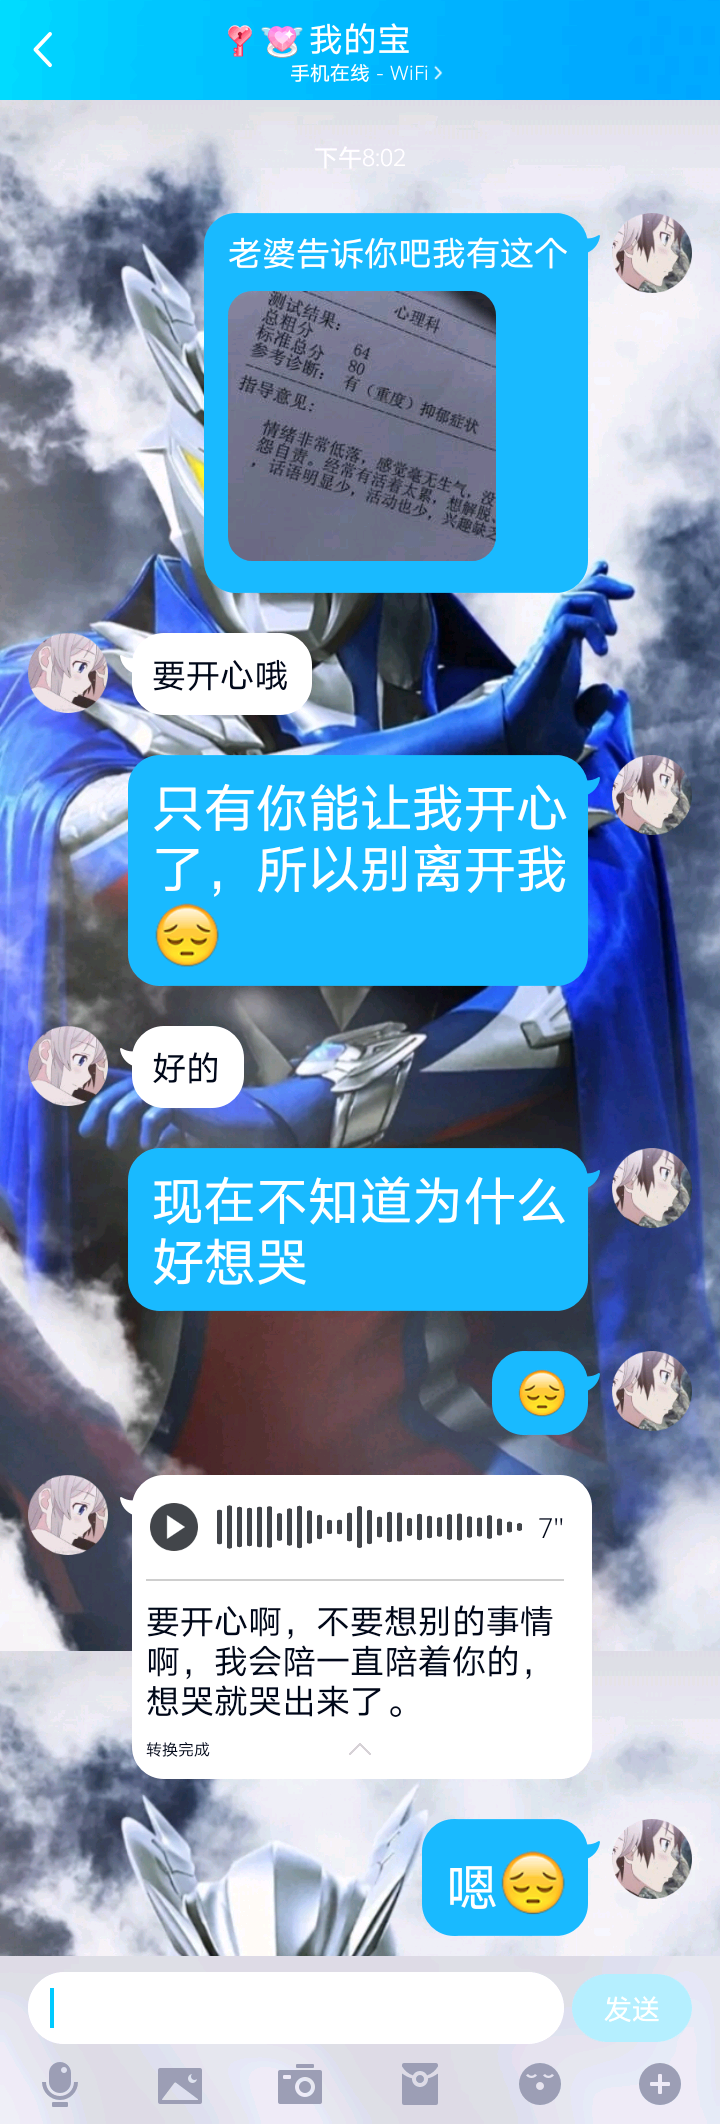 我的宝
手机在线 - WiFi
下午8:02
老婆告诉你吧我有这个
心理科
测试结果：
总粗分 64
标准总分 80
参考诊断： 有（重度）抑郁症状
指导意见：
情绪非常低落，感觉毫无生气，没
怨自责。经常有活着太累，想解脱、
，话语明显少，活动也少，兴趣缺乏
要开心哦
只有你能让我开心
了，所以别离开我
😔
好的
现在不知道为什么
好想哭
😔
7"
要开心啊，不要想别的事情
啊，我会陪一直陪着你的，
想哭就哭出来了。
转换完成
嗯😔
发送